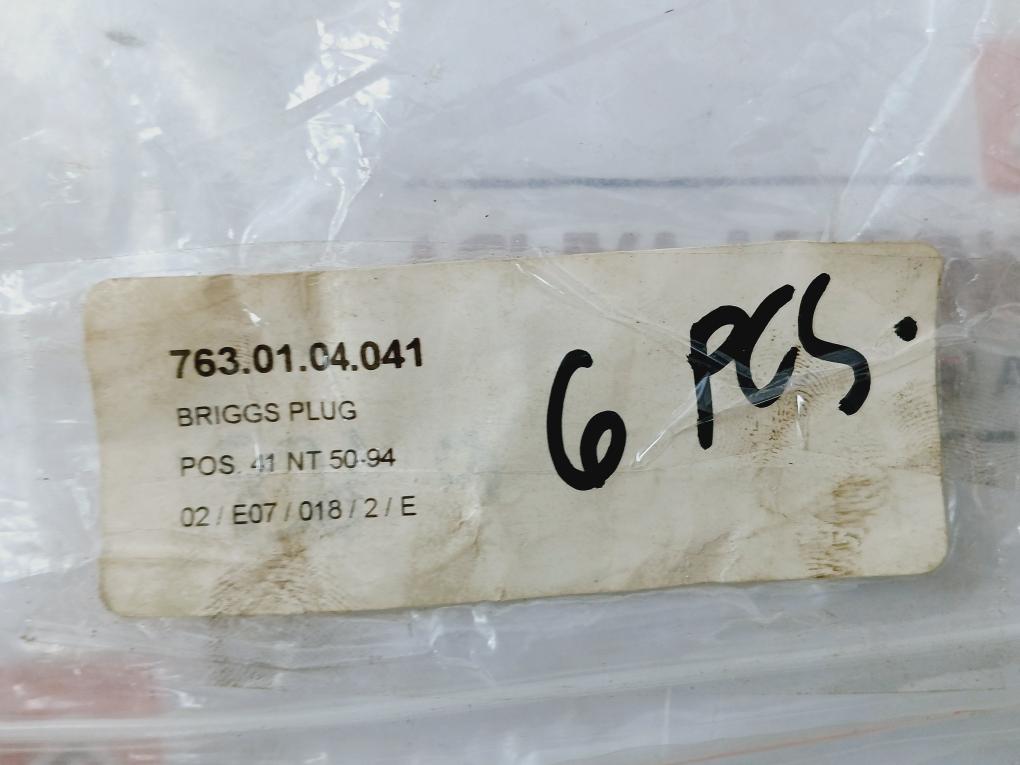 763.01.04.041
BRIGGS PLUG
POS. 41 NT 50-94
02 / E07 / 018 / 2 / E
6 PCS.